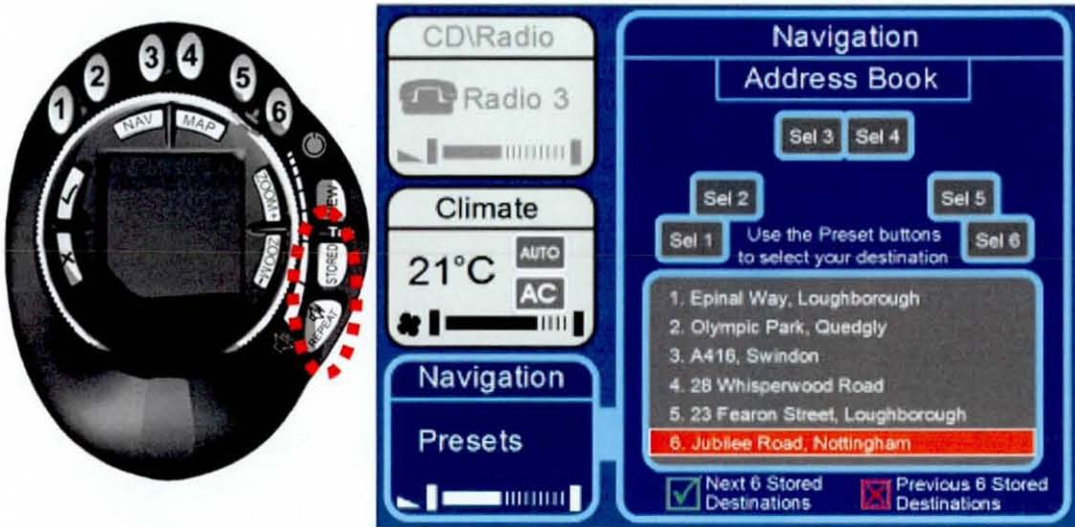 1
2
3
4
5
6
NAV
MAP
ZOOM+
ZOOM-
STORED
REPEAT
CD\Radio
Radio 3
Climate
21°C
AUTO
AC
Navigation
Presets
Navigation
Address Book
Sel 3 Sel 4
Sel 2 Sel 5
Sel 1 Sel 6
Use the Preset buttons
to select your destination
1. Epinal Way, Loughborough
2. Olympic Park, Quedgly
3. A416, Swindon
4. 28 Whisperwood Road
5. 23 Fearon Street, Loughborough
6. Jubilee Road, Nottingham
Next 6 Stored
Destinations
Previous 6 Stored
Destinations